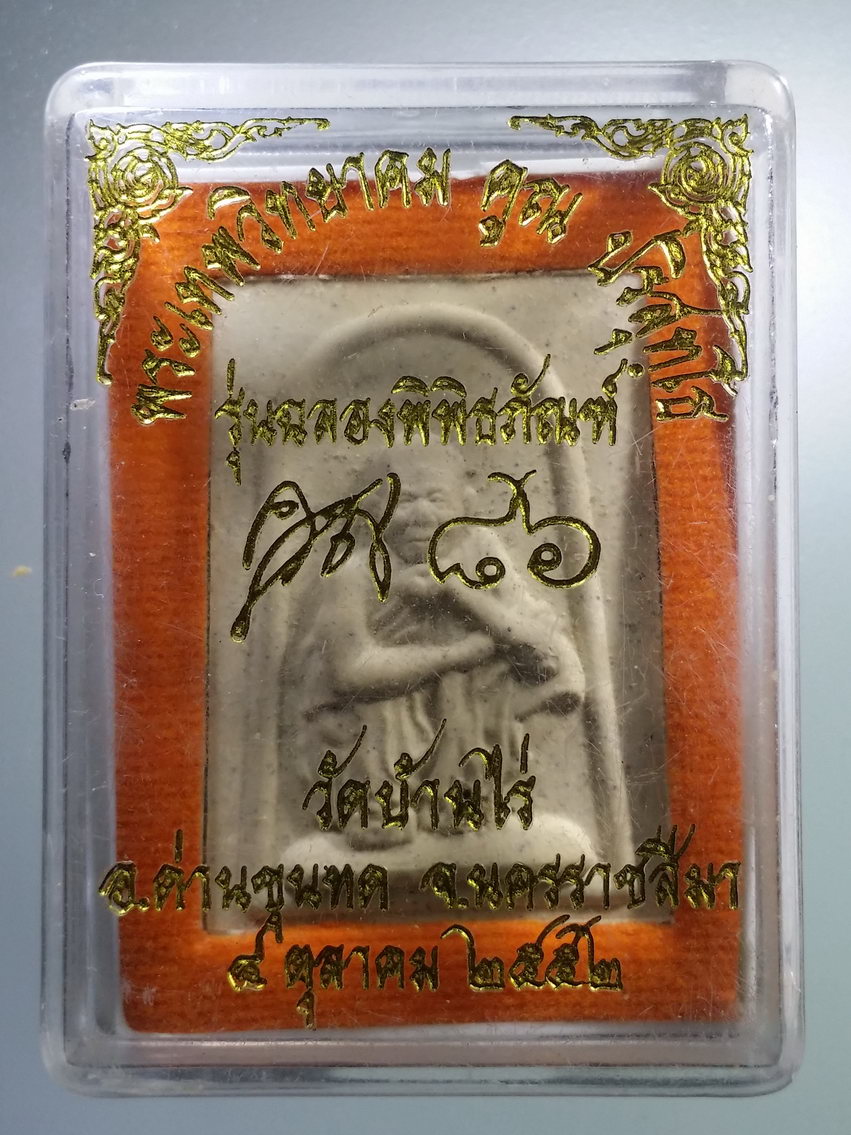 พระเทพวิทยาคม คูณ ปริสุทฺโธ
รุ่นฉลองพิพิธภัณฑ์
๘๖
วัดบ้านไร่
อ.ด่านขุนทด จ.นครราชสีมา
๔ ตุลาคม ๒๕๕๒